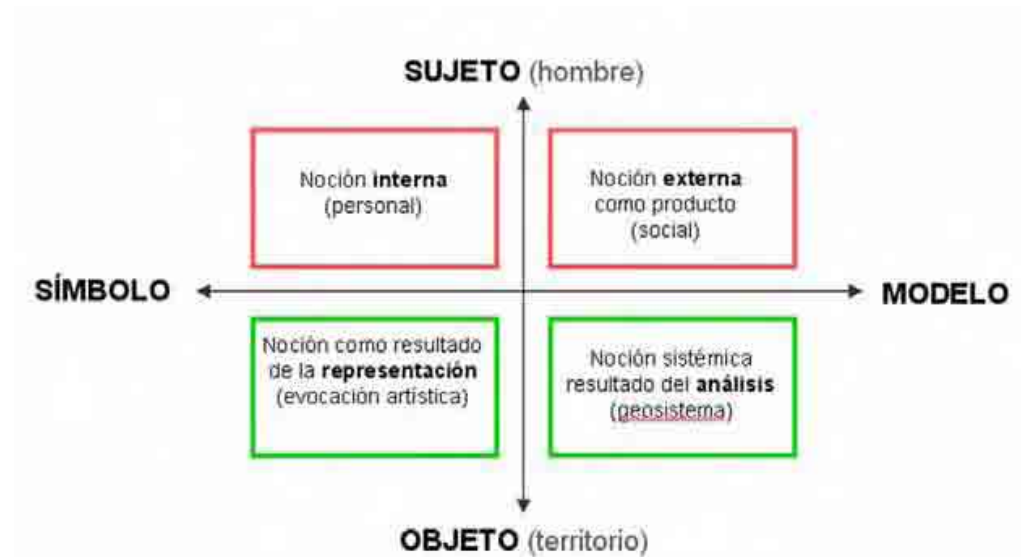 SUJETO (hombre)
Noción interna
(personal)
Noción externa
como producto
(social)
SÍMBOLO
MODELO
Noción como resultado
de la representación
(evocación artística)
Noción sistémica
resultado del análisis
(geosistema)
OBJETO (territorio)